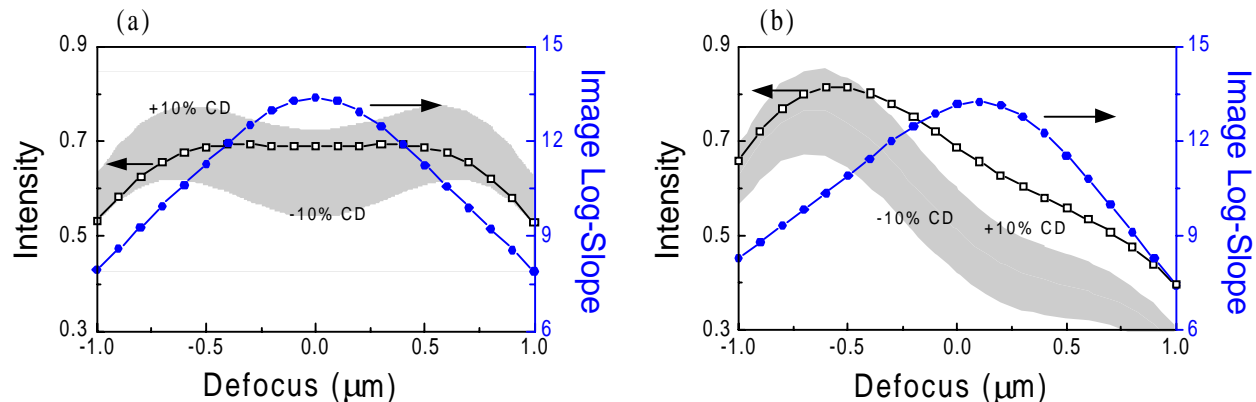 (a)
0.9
0.7
0.5
0.3
Intensity
+10% CD
-10% CD
15
12
9
6
Image Log-Slope
-1.0 -0.5 0.0 0.5 1.0
Defocus (μm)
(b)
0.9
0.7
0.5
0.3
Intensity
-10% CD
+10% CD
15
12
9
6
Image Log-Slope
-1.0 -0.5 0.0 0.5 1.0
Defocus (μm)